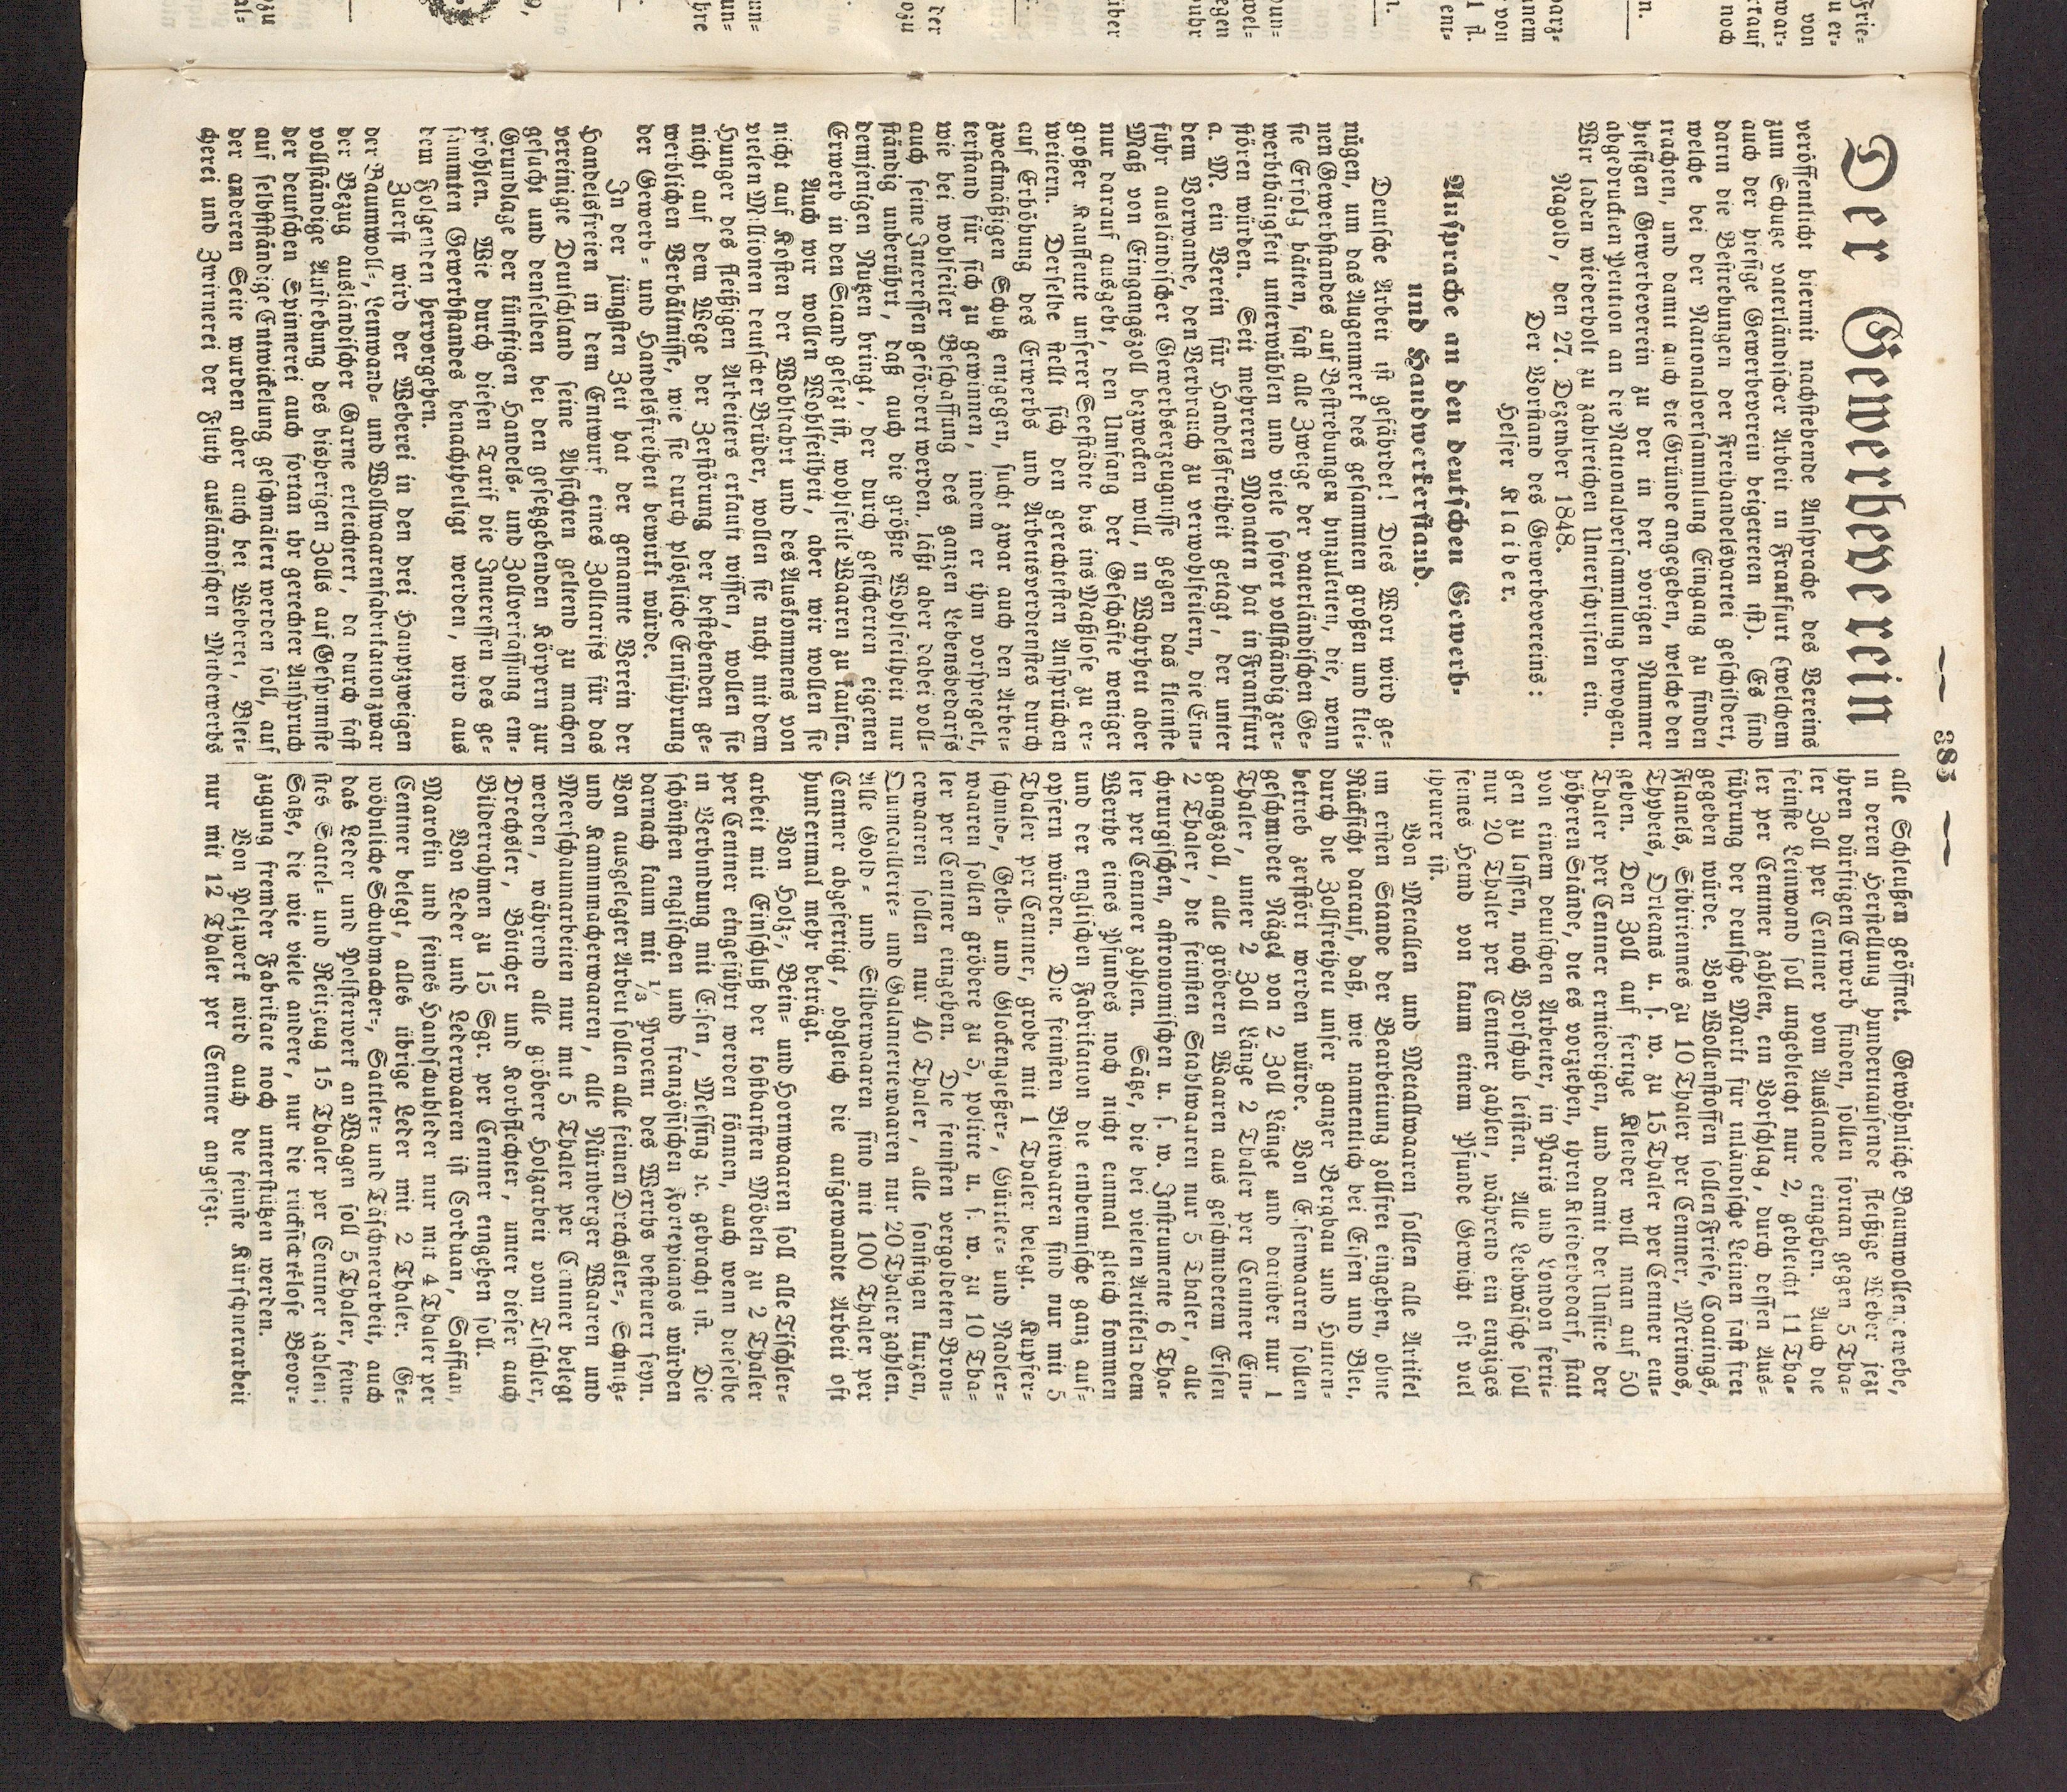 — 383 —
Der Gewerbeverein
veröffentlicht hiermit nachstehende Ansprache des Vereins
zum Schutze vaterländischer Arbeit in Frankfurt (welchem
auch der hiesige Gewerbeverein beigetreten ist). Es sind
darin die Bestrebungen der Freihandelspartei geschildert,
welche bei der Nationalversammlung Eingang zu finden
trachten, und damit auch die Gründe angegeben, welche den
hiesigen Gewerbeverein zu der in der vorigen Nummer
abgedruckten Petition an die Nationalversammlung bewogen.
Wir laden wiederholt zu zahlreichen Unterschriften ein.
Nagold, den 27. Dezember 1848.
Der Vorstand des Gewerbevereins:
Helfer Klaiber.
Ansprache an den deutschen Gewerb-
und Handwerkerstand.
Deutsche Arbeit ist gefährdet! Dies Wort wird ge-
nügen, um das Augenmerk des gesammten großen und flei-
nen Gewerbstandes auf Bestrebungen hinzuleiten, die, wenn
sie Erfolg hätten, fast alle Zweige der vaterländischen Ge-
werbthätigkeit unterwühlen und viele sofort vollständig zer-
stören würden. Seit mehreren Monaten hat in Frankfurt
a. M. ein Verein für Handelsfreiheit getagt, der unter
dem Vorwande, den Verbrauch zu verwohlfeilern, die Ein-
fuhr ausländischer Gewerbserzeugnisse gegen das kleinste
Maß von Eingangszoll bezwecken will, in Wahrheit aber
nur darauf ausgeht, den Umfang der Geschäfte weniger
großer Kaufleute unserer Seestädte bis ins Maßlose zu er-
weitern. Derselbe stellt sich den gerechtesten Ansprüchen
auf Erhöhung des Erwerbs und Arbeitsverdienstes durch
zweckmäßigen Schutz entgegen, sucht zwar auch den Arbei-
terstand für sich zu gewinnen, indem er ihn vorspiegelt,
wie bei wohlfeiler Beschaffung des ganzen Lebensbedarfs
auch seine Interessen gefördert werden, läßt aber dabei voll-
ständig unberührt, daß auch die größte Wohlfeilheit nur
demjenigen Nutzen bringt, der durch gesicherten eigenen
Erwerb in den Stand gesezt ist, wohlfeile Waaren zu kaufen.
Auch wir wollen Wohlfeilheit, aber wir wollen sie
nicht auf Kosten der Wohlfahrt und des Auskommens von
vielen Millionen teutscher Brüder, wollen sie nicht mit dem
Hunger des fleißigen Arbeiters erkauft wissen, wollen sie
nicht auf dem Wege der Zerstörung der bestehenden ge-
werblichen Verhältnisse, wie sie durch plözliche Einführung
der Gewerb- und Handelsfreiheit bewirkt würde.
In der jüngsten Zeit hat der genannte Verein der
Handelsfreien in dem Entwurf eines Zolltarifs für das
vereinigte Deutschland seine Absichten geltend zu machen
gesucht und denselben bei den gesetzgebenden Körpern zur
Grundlage der künftigen Handels- und Zollverfassung em-
pfohlen. Wie durch diesen Tarif die Interessen des ge-
sammten Gewerbstandes benachtheiligt werden, wird aus
dem Folgenden hervorgehen.
Zuerst wird der Weberei in den drei Hauptzweigen
der Baumwoll-, Leinwand- und Wollwaarenfabrikation zwar
der Bezug ausländischer Garne erleichtert, da durch fast
vollständige Aufhebung des bisherigen Zolls auf Gespinnste
der deutschen Spinnerei auch fortan ihr gerechter Anspruch
auf selbstständige Entwickelung geschmälert werden soll, auf
der anderen Seite wurden aber auch bei Weberei, Blei-
cherei und Zwirnerei der Fluth ausländischen Mitbewerbs
alle Schleußen geöffnet. Gewöhnliche Baumwollengewebe,
in deren Herstellung hunderttausende fleißige Weber jezt
ihren dürftigen Erwerb finden, sollen fortan gegen 5 Tha-
ler Zoll per Centner vom Auslande eingehen. Auch die
feinste Leinwand soll ungebleicht nur 2, gebleicht 11 Tha-
ler per Centner zahlen, ein Vorschlag, durch dessen Aus-
führung der deutsche Markt für inländische Leinen fast frei
gegeben würde. Von Wollenstoffen sollen Friese, Coatings,
Flanels, Sibiriennes zu 10 Thaler per Centner, Merinos,
Thybets, Orleans u. s. w. zu 15 Thaler per Centner ein-
gehen. Den Zoll auf fertige Kleider will man auf 50
Thaler per Centner erniedrigen, und damit der Unsitte der
höheren Stände, die es vorziehen, ihren Kleiderbedarf, statt
von einem deutschen Arbeiter, in Paris und London ferti-
gen zu lassen, noch Vorschub leisten. Alle Leibwäsche soll
nur 20 Thaler per Centner zahlen, während ein einziges
feines Hemd von kaum einem Pfunde Gewicht oft viel
theurer ist.
Von Metallen und Metallwaaren sollen alle Artikel
im ersten Stande der Bearbeitung zollfrei eingehen, ohne
Rücksicht darauf, daß, wie namentlich bei Eisen und Blei,
durch die Zollfreiheit unser ganzer Bergbau und Hütten-
betrieb zerstört werden würde. Von Eisenwaaren sollen
geschmidete Nägel von 2 Zoll Länge und darüber nur 1
Thaler, unter 2 Zoll Länge 2 Thaler per Centner Ein-
gangszoll, alle gröberen Waaren aus geschmidetem Eisen
2 Thaler, die feinsten Stahlwaaren nur 5 Thaler, alle
chirurgischen, astronomischen u. s. w. Instrumente 6 Tha-
ler per Centner zahlen. Sätze, die bei vielen Artikeln dem
Werthe eines Pfundes noch nicht einmal gleich kommen
und der englischen Fabrikation die einheimische ganz auf-
opfern würden. Die feinsten Bleiwaaren sind nur mit 5
Thaler per Centner, grobe mit 1 Thaler belegt. Kupfer-
schmid-, Gelb- und Glockengießer-, Gürtler- und Nadler-
waaren sollen gröbere zu 5, polirte u. s. w. zu 10 Tha-
ler per Centner eingehen. Die feinsten vergoldeten Bron-
cewaaren sollen nur 40 Thaler, alle sonstigen kurzen,
Quincaillerie- und Galanteriewaaren nur 20 Thaler zahlen.
Alle Gold- und Silberwaaren sind mit 100 Thaler per
Centner abgefertigt, obgleich die aufgewandte Arbeit oft
hundertmal mehr beträgt.
Von Holz-, Bein- und Hornwaaren soll alle Tischler-
arbeit mit Einschluß der kostbarsten Möbeln zu 2 Thaler
per Centner eingeführt werden können, auch wenn dieselbe
in Verbindung mit Eisen, Messing ꝛc. gebracht ist. Die
schönsten englischen und französischen Fortepianos würden
darnach kaum mit 1/3 Procent des Werths besteuert seyn.
Von ausgelegter Arbeit sollen alle feinen Drechsler-, Schnitz-
und Kammmacherwaaren, alle Nürnberger Waaren und
Meerschaumarbeiten nur mit 5 Thaler per Centner belegt
werden, während alle gröbere Holzarbeit vom Tischler,
Drechsler, Böttcher und Korbflechter, unter dieser auch
Bilderrahmen zu 15 Sgr. per Centner eingehen soll.
Von Leder und Lederwaaren ist Corduan, Saffian,
Marokin und feines Handschuhleder nur mit 4 Thaler per
Centner belegt, alles übrige Leder mit 2 Thaler. Ge-
wöhnliche Schuhmacher-, Sattler- und Täschnerarbeit, auch
das Leder und Polsterwerk an Wagen soll 5 Thaler, fein-
stes Sattel- und Reitzeug 15 Thaler per Centner zahlen;
Sätze, die wie viele andere, nur die rücksichtslose Bevor-
zugung fremder Fabrikate noch unterstützen werden.
Von Pelzwerk wird auch die feinste Kürschnerarbeit
nur mit 12 Thaler per Centner angesezt.